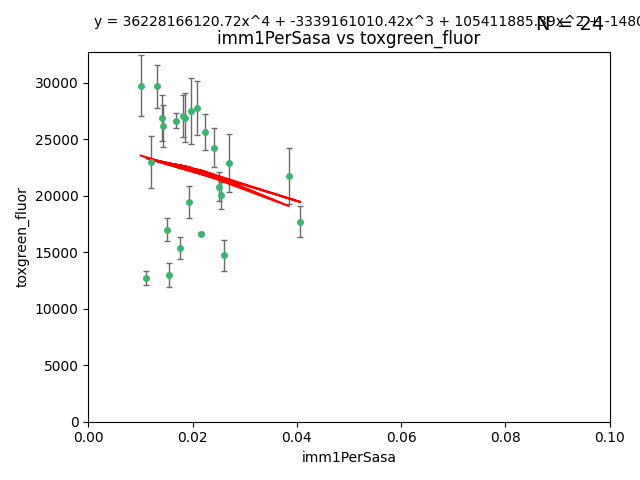 y = 36228166120.72x^4 + -3339161010.42x^3 + 105411885. x^2 + -1480
N = 24
imm1PerSasa vs toxgreen_fluor
30000
25000
20000
15000
10000
5000
0
toxgreen_fluor
0.00 0.02 0.04 0.06 0.08 0.10
imm1PerSasa